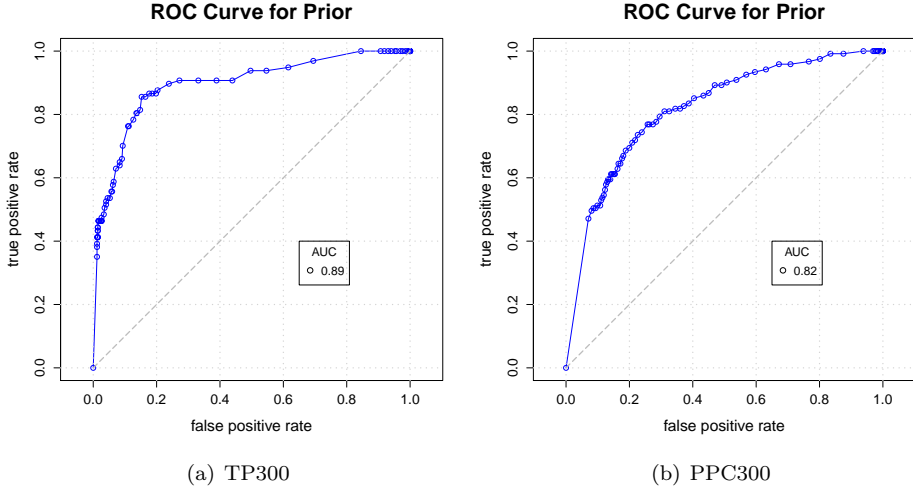 ROC Curve for Prior
true positive rate
1.0
0.8
0.6
0.4
0.2
0.0
AUC
0.89
0.0 0.2 0.4 0.6 0.8 1.0
false positive rate
(a) TP300
ROC Curve for Prior
true positive rate
1.0
0.8
0.6
0.4
0.2
0.0
AUC
0.82
0.0 0.2 0.4 0.6 0.8 1.0
false positive rate
(b) PPC300